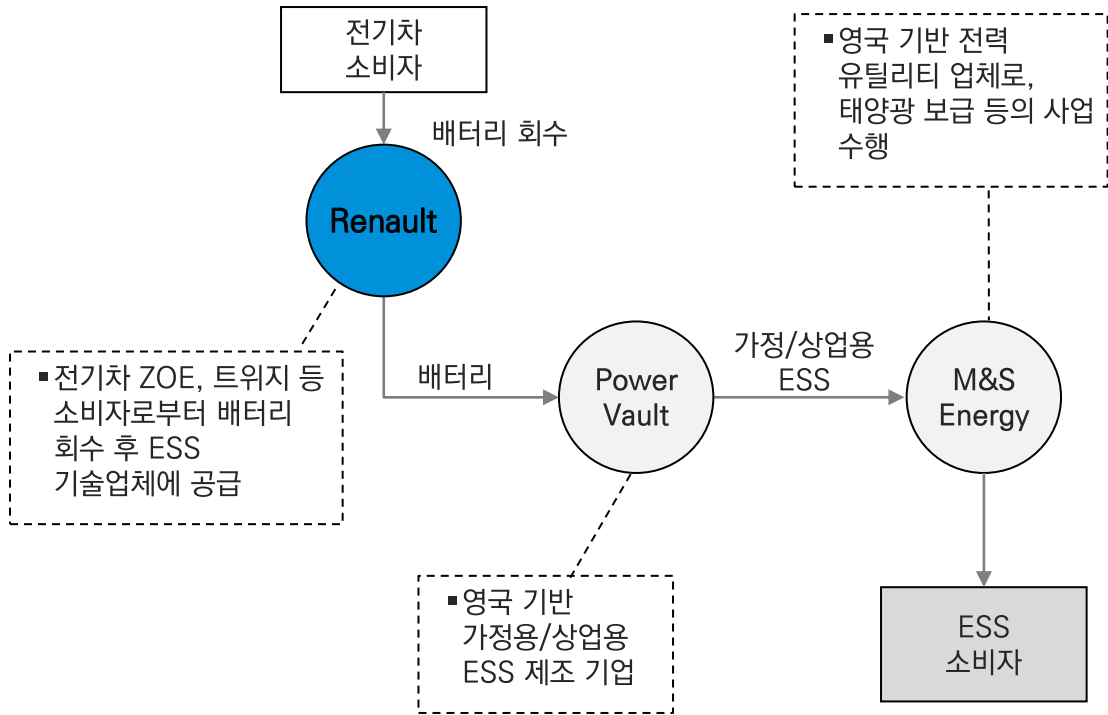 전기차
소비자
▪영국 기반 전력
유틸리티 업체로,
태양광 보급 등의 사업
수행
배터리 회수
Renault
▪전기차 ZOE, 트위지 등
소비자로부터 배터리
회수 후 ESS
기술업체에 공급
배터리
Power
Vault
가정/상업용
ESS
M&S
Energy
▪영국 기반
가정용/상업용
ESS 제조 기업
ESS
소비자